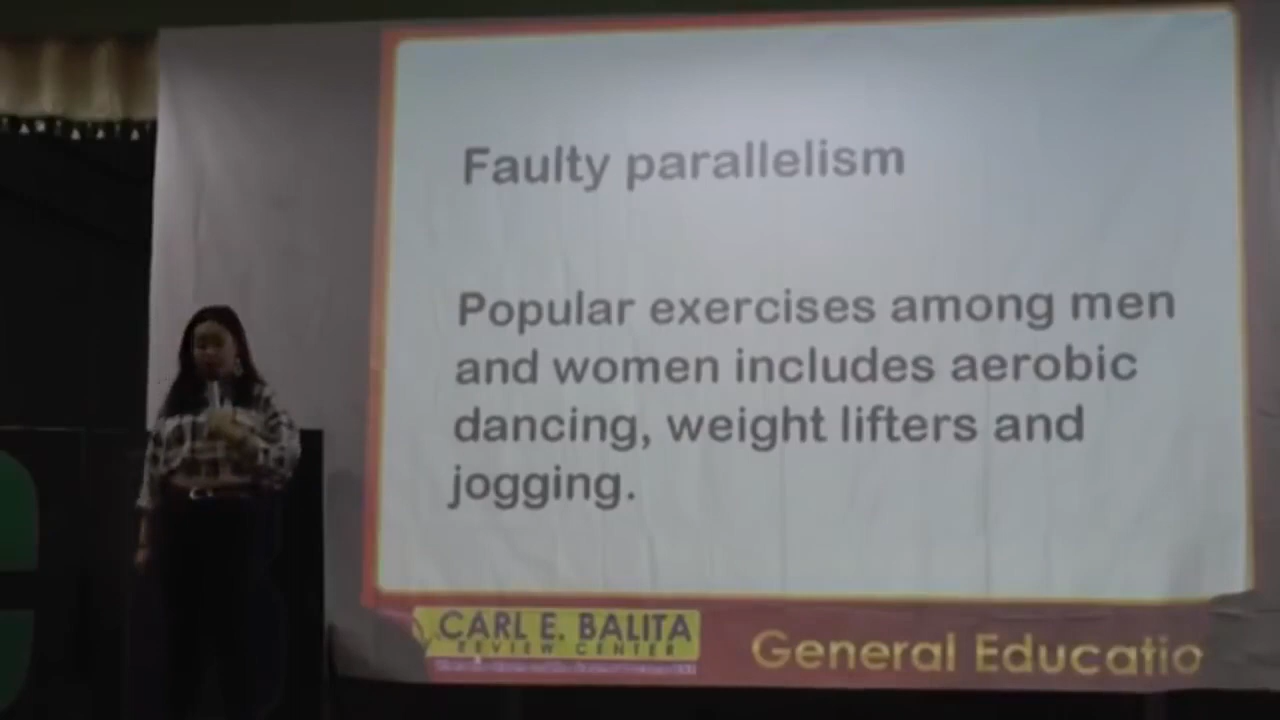 Faulty parallelism
Popular exercises among men
and women includes aerobic
dancing, weight lifters and
jogging.
CARL E. BALITA
REVIEW CENTER
General Educatio